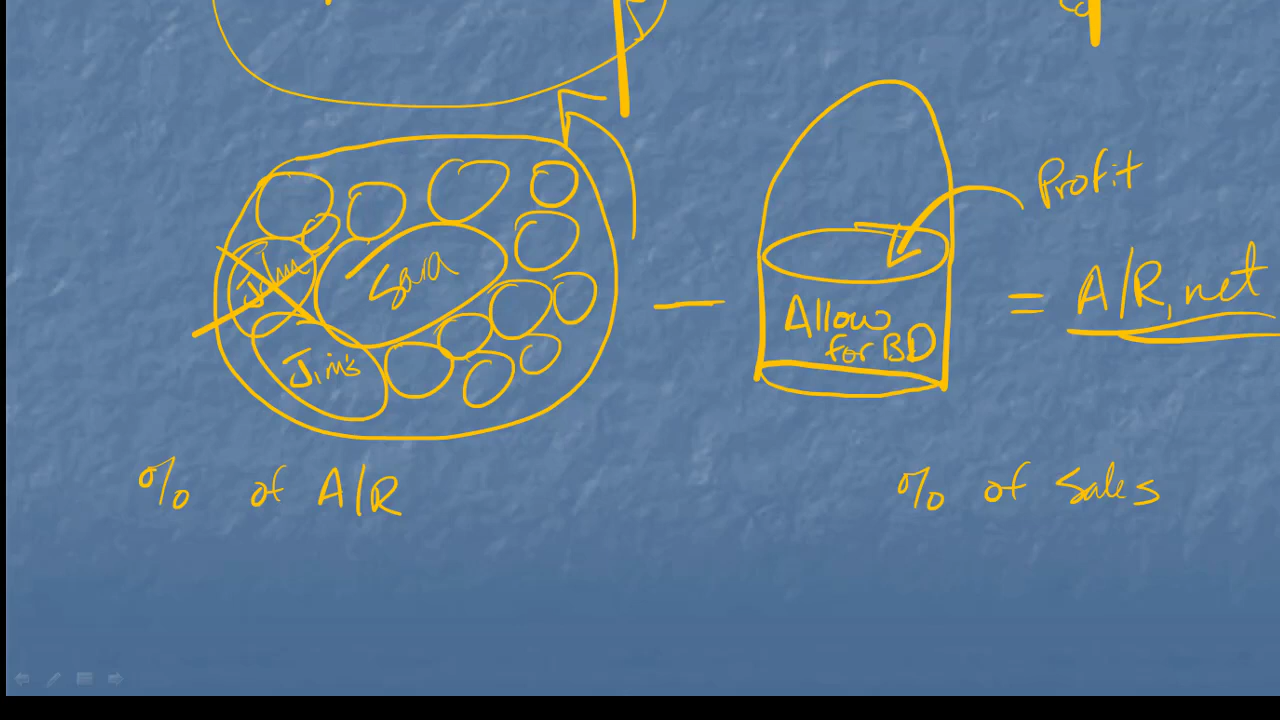 Profit
John
Sara
Jim's
Allow
for BD
= A/R, net
% of A/R
% of Sales